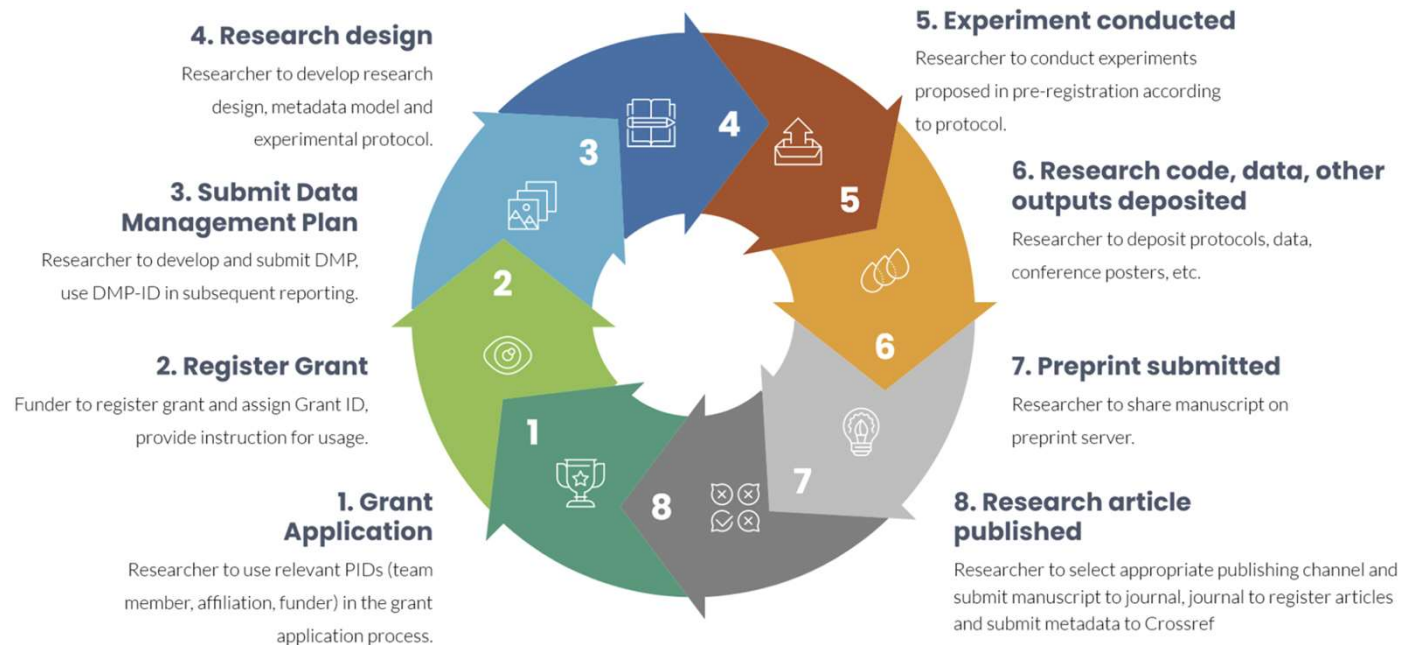 4. Research design
Researcher to develop research
design, metadata model and
experimental protocol.
3. Submit Data
Management Plan
Researcher to develop and submit DMP,
use DMP-ID in subsequent reporting.
2. Register Grant
Funder to register grant and assign Grant ID,
provide instruction for usage.
1. Grant
Application
Researcher to use relevant PIDs (team
member, affiliation, funder) in the grant
application process.
4
3
5
2
6
1
7
8
5. Experiment conducted
Researcher to conduct experiments
proposed in pre-registration according
to protocol.
6. Research code, data, other
outputs deposited
Researcher to deposit protocols, data,
conference posters, etc.
7. Preprint submitted
Researcher to share manuscript on
preprint server.
8. Research article
published
Researcher to select appropriate publishing channel and
submit manuscript to journal, journal to register articles
and submit metadata to Crossref